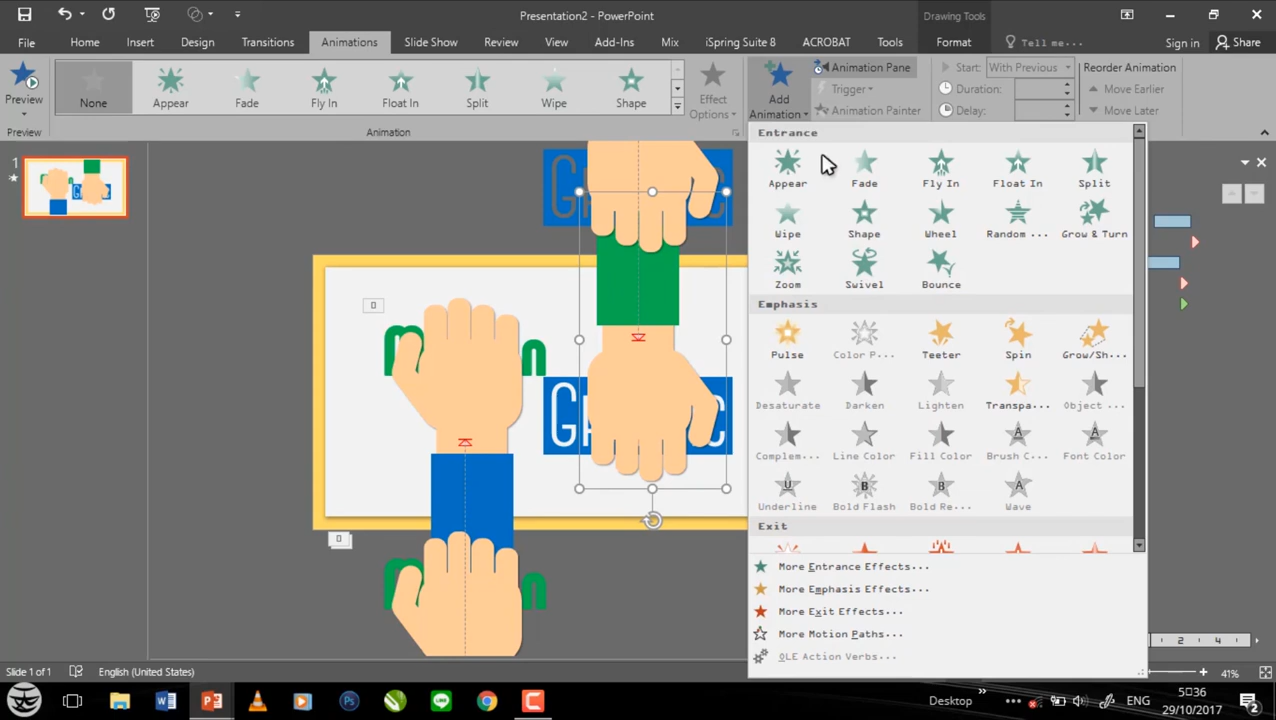 Presentation2 - PowerPoint
Drawing Tools
File Home Insert Design Transitions Animations Slide Show Review View Add-Ins Mix iSpring Suite 8 ACROBAT Tools Format Tell me... Sign in Share
Preview
None Appear Fade Fly In Float In Split Wipe Shape
Effect Options
Add Animation
Animation Pane
Trigger
Animation Painter
Start: With Previous
Duration:
Delay:
Reorder Animation
Move Earlier
Move Later
Preview
Animation
Entrance
Appear Fade Fly In Float In Split
Wipe Shape Wheel Random ... Grow & Turn
Zoom Swivel Bounce
Emphasis
Pulse Color P... Teeter Spin Grow/Sh...
Desaturate Darken Lighten Transpa... Object ...
Complem... Line Color Fill Color Brush C... Font Color
Underline Bold Flash Bold Re... Wave
Exit
More Entrance Effects...
More Emphasis Effects...
More Exit Effects...
More Motion Paths...
OLE Action Verbs...
1
2 4
Slide 1 of 1 English (United States)
41%
Desktop
ENG
29/10/2017
2